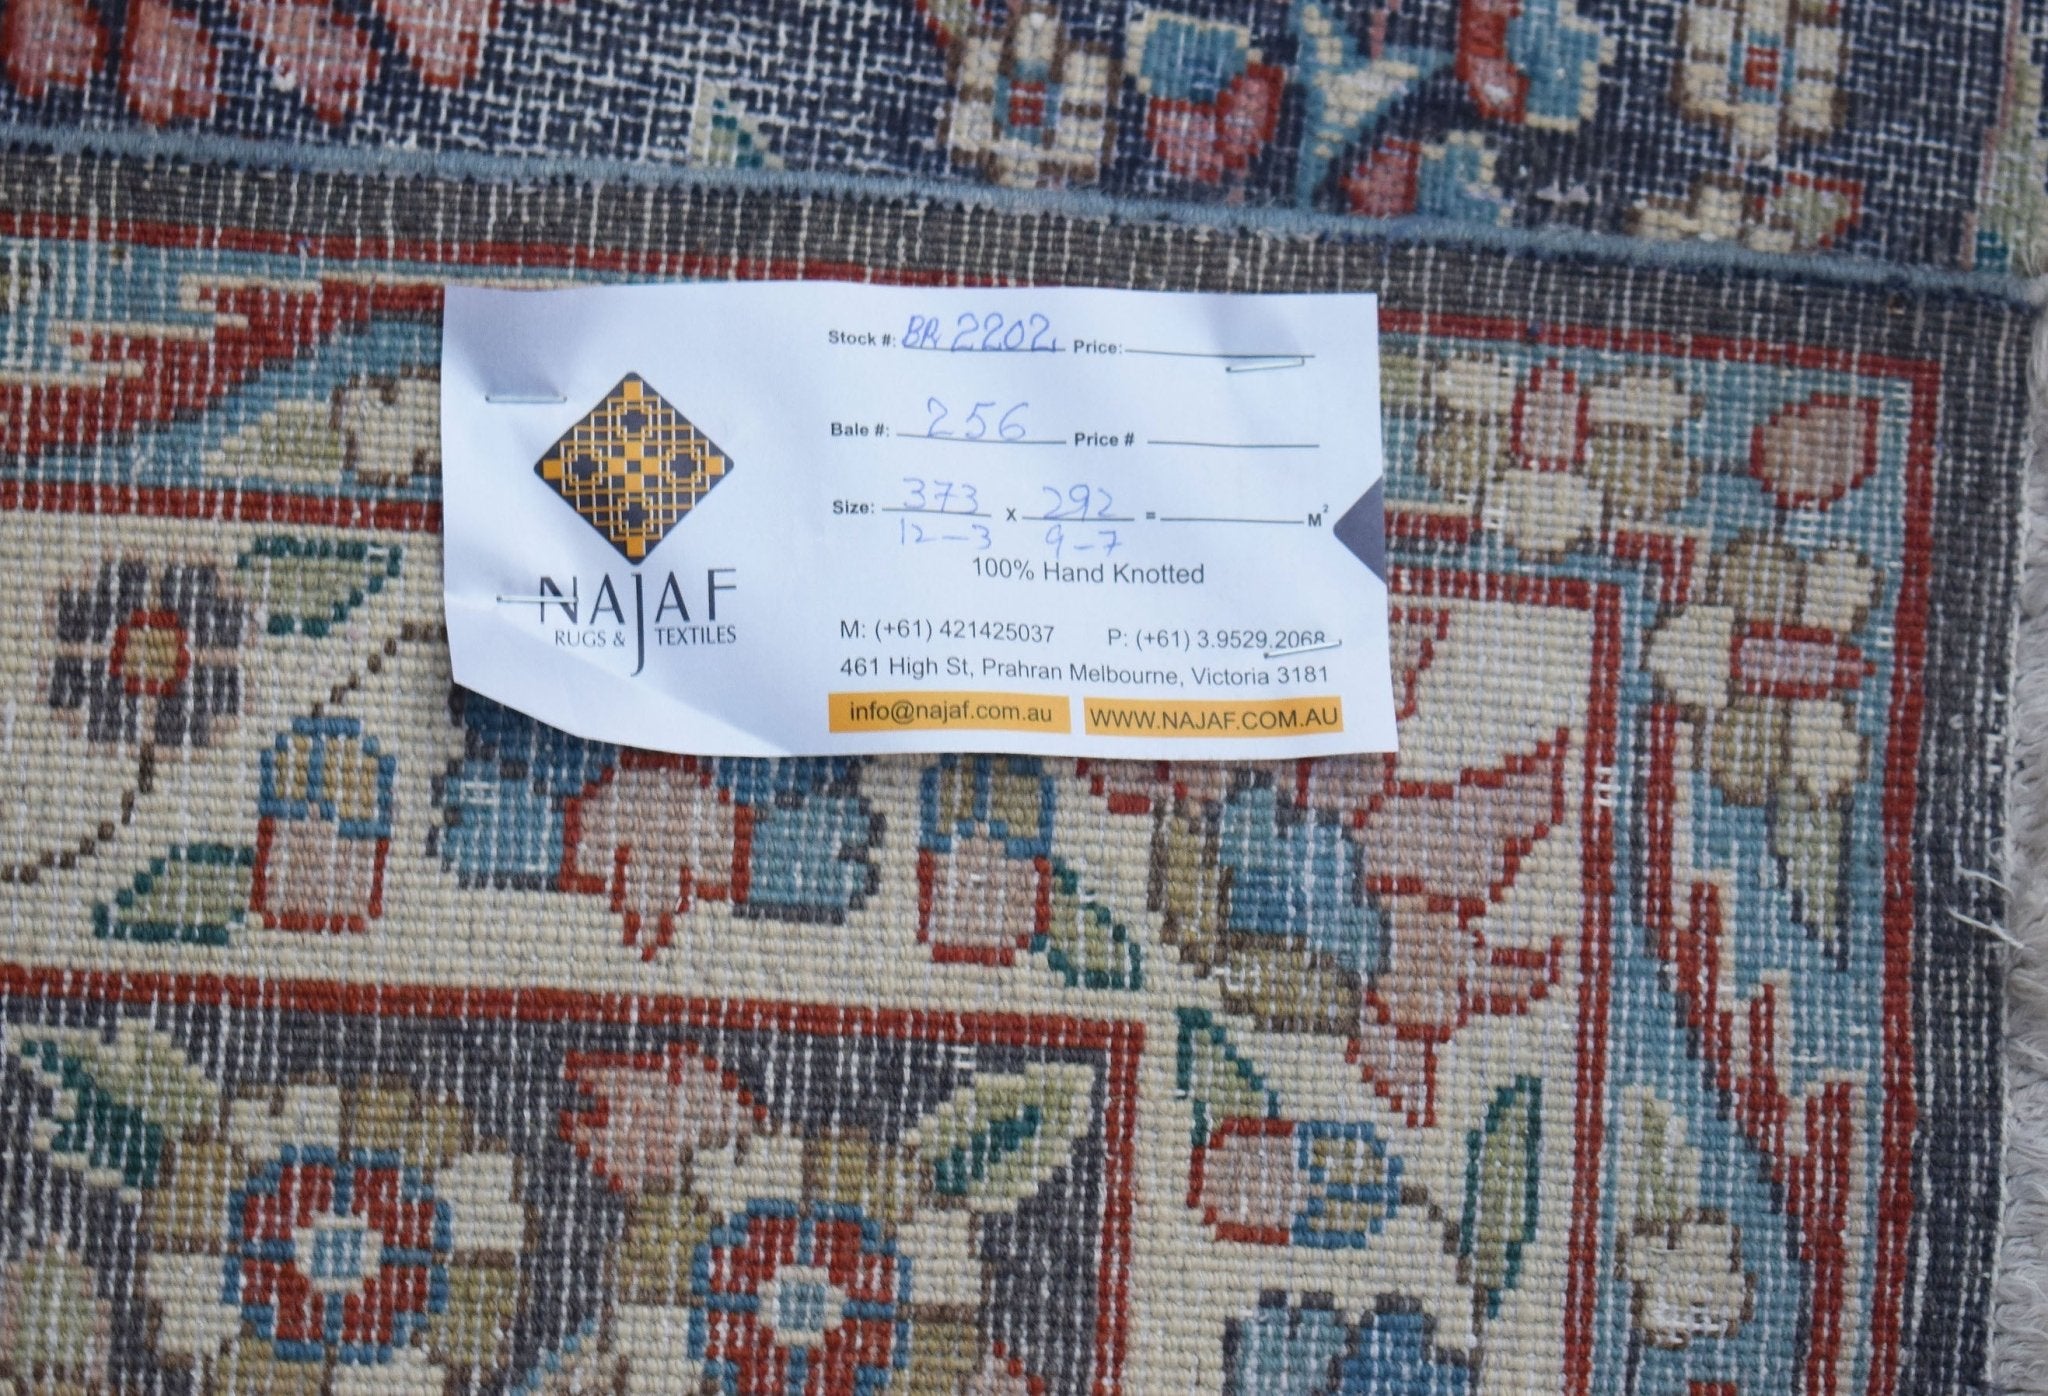 NAJAF
RUGS & TEXTILES
Stock #: BR 2202 Price:
Bale #: 256 Price #
Size: 373 x 292 = M²
12-3 9-7
100% Hand Knotted
M: (+61) 421425037 P: (+61) 3.9529.2068
461 High St, Prahran Melbourne, Victoria 3181
info@najaf.com.au WWW.NAJAF.COM.AU